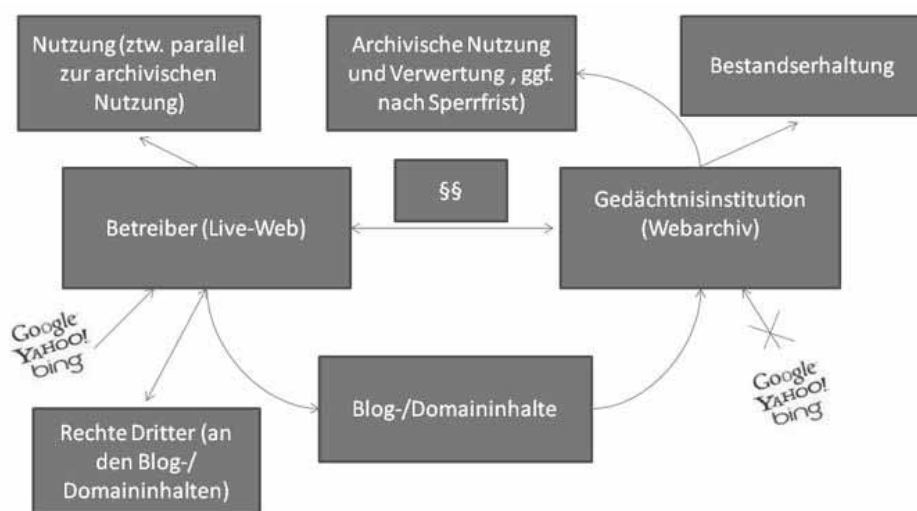 Nutzung (ztw. parallel
zur archivischen
Nutzung)
Archivische Nutzung
und Verwertung , ggf.
nach Sperrfrist)
Bestandserhaltung
§§
Betreiber (Live-Web)
Gedächtnisinstitution
(Webarchiv)
Google
YAHOO!
bing
Blog-/Domaininhalte
Google
YAHOO!
bing
Rechte Dritter (an
den Blog-/
Domaininhalten)